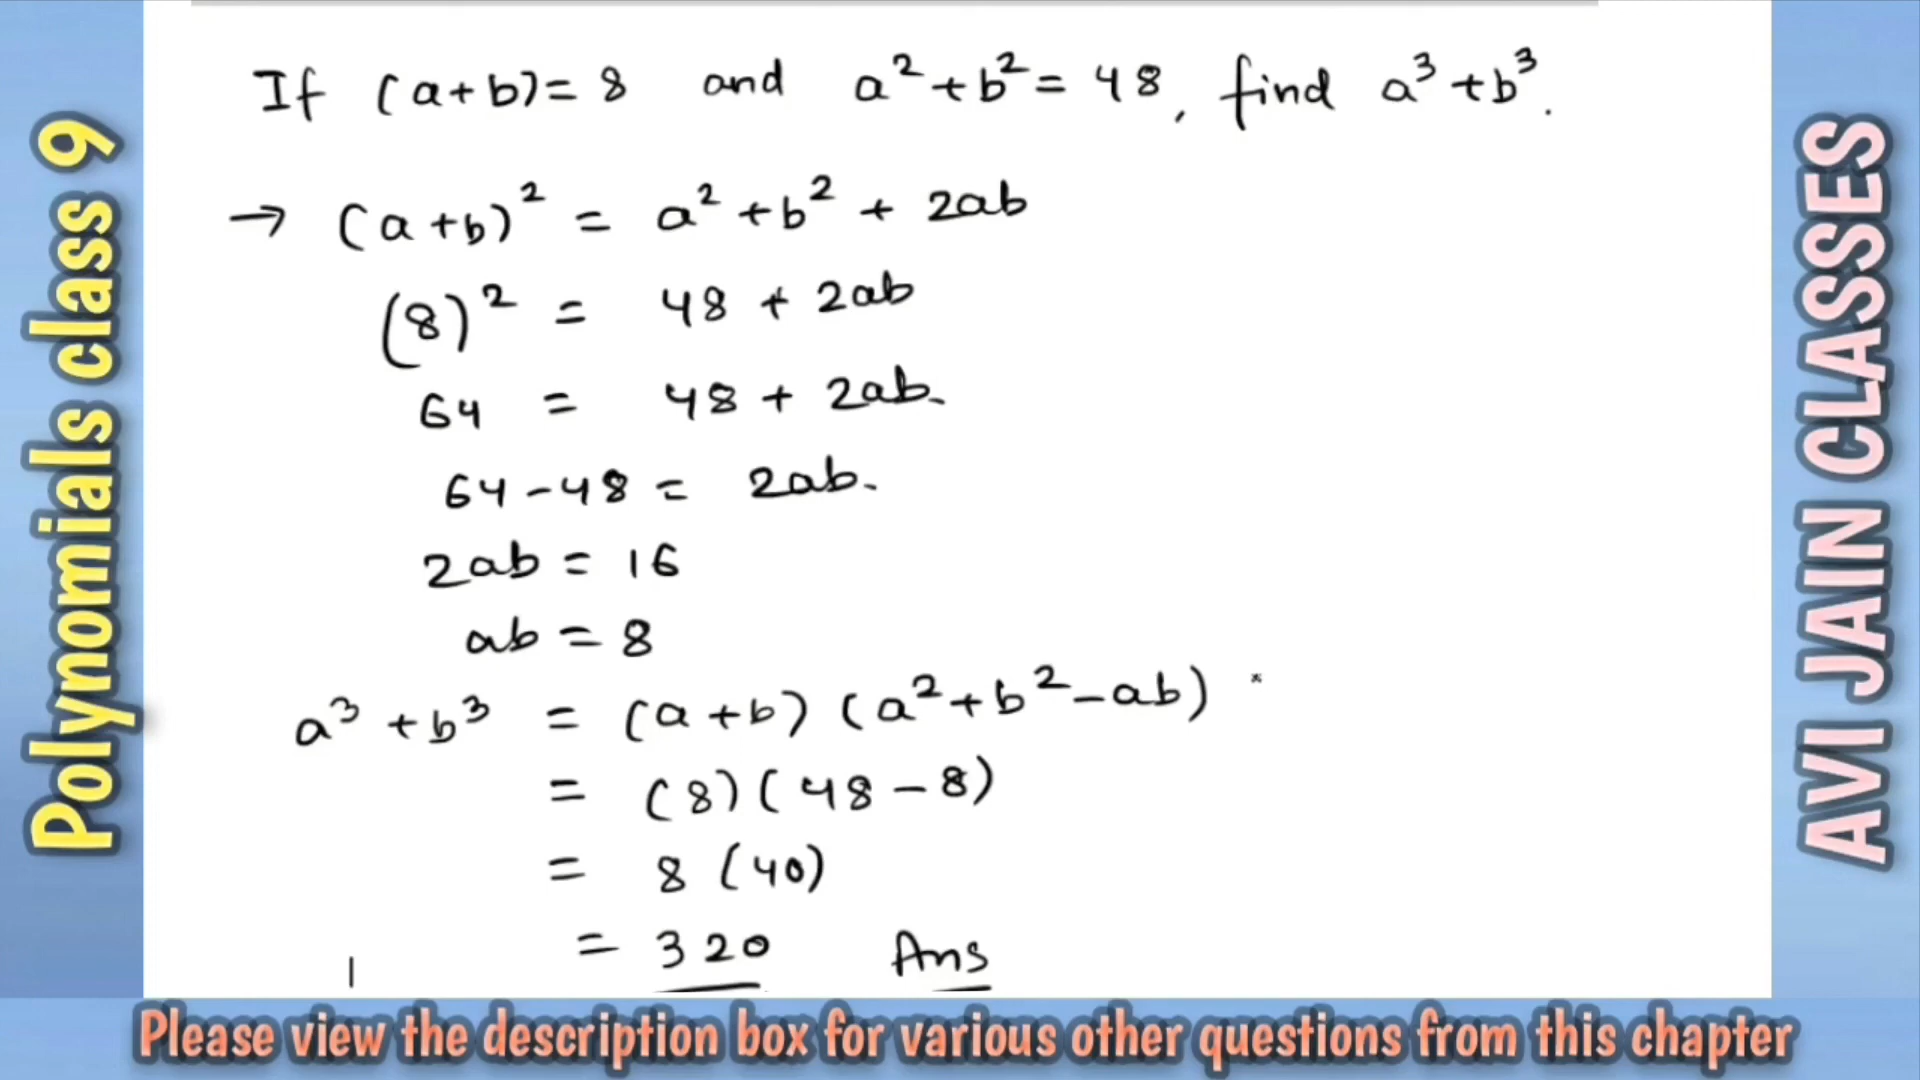 Polynomials class 9
If (a+b)= 8 and a²+b²= 48, find a³+b³.
→ (a+b)² = a²+b² + 2ab
(8)² = 48 + 2ab
64 = 48 + 2ab.
64-48 = 2ab.
2ab = 16
ab = 8
a³+b³ = (a+b) (a²+b²-ab)
= (8)(48-8)
= 8 (40)
= 320 Ans
AVI JAIN CLASSES
Please view the description box for various other questions from this chapter